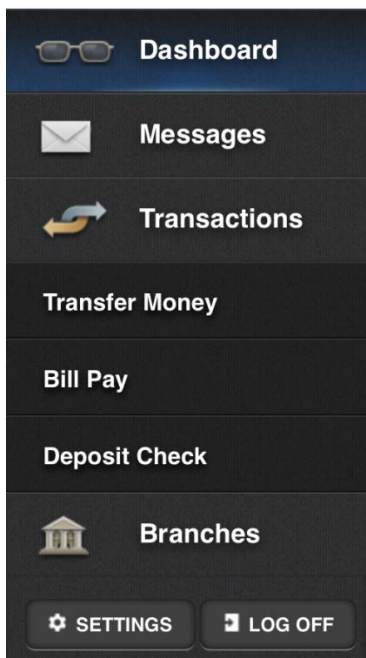 Dashboard
Messages
Transactions
Transfer Money
Bill Pay
Deposit Check
Branches
SETTINGS LOG OFF